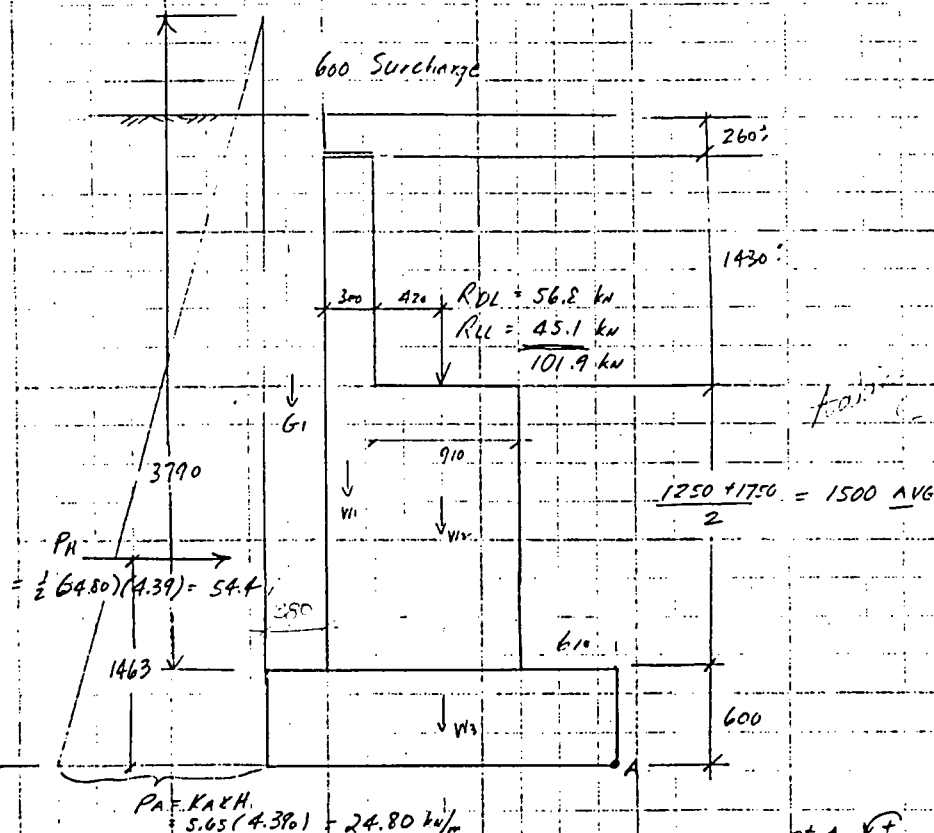 600 Surcharge
260±
1430±
300
420
RDL = 56.8 kN
RLL = 45.1 kN
101.9 kN
G1
910
3790
W1
W2
1250 + 1750 = 1500 AVG
2
PH
= 1/2 (24.80)(4.39) = 54.4
380
610
1463
600
W3
A
PA = KA γ H
= 5.65 (4.390) = 24.80 kN/m